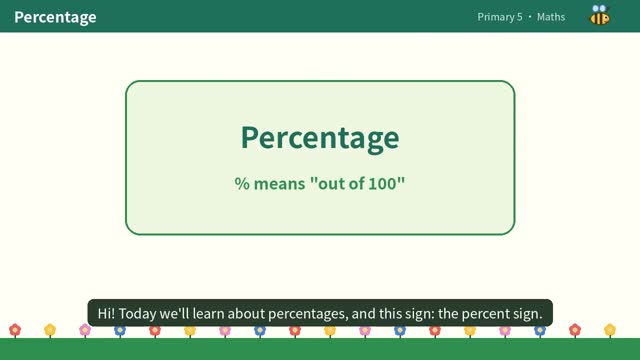 Percentage
Primary 5 • Maths
Percentage
% means "out of 100"
Hi! Today we'll learn about percentages, and this sign: the percent sign.